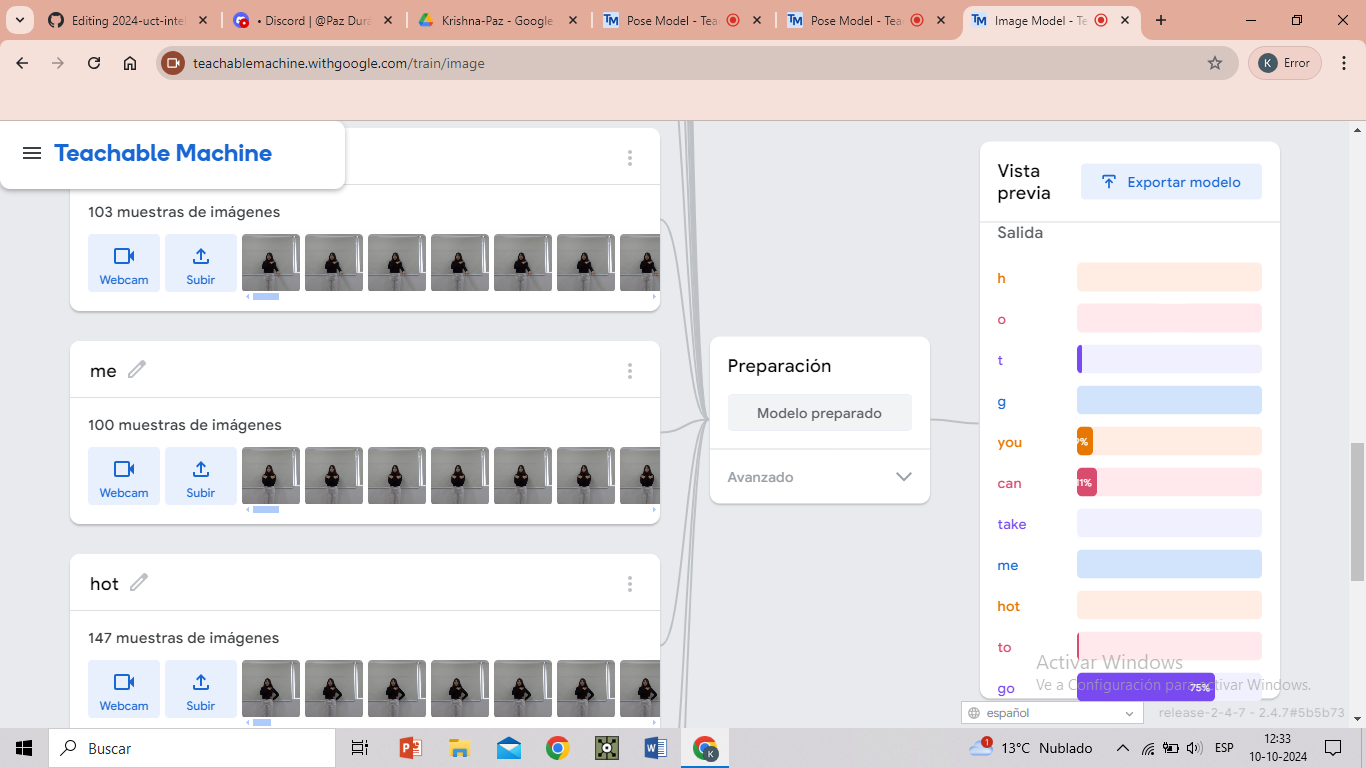 Editing 2024-uct-inte
• Discord | @Paz Dura
Krishna-Paz - Google
Pose Model - Tea
Pose Model - Tea
Image Model - Te
teachablemachine.withgoogle.com/train/image
K Error
Teachable Machine
103 muestras de imágenes
Webcam
Subir
me
100 muestras de imágenes
Webcam
Subir
hot
147 muestras de imágenes
Webcam
Subir
Preparación
Modelo preparado
Avanzado
Vista previa
Exportar modelo
Salida
h
o
t
g
you
can 11%
take
me
hot
to
go 75%
Activar Windows
Ve a Configuración para activar Windows.
español
release-2-4-7 - 2.4.7#5b5b73
Buscar
1
13°C Nublado
ESP
12:33
10-10-2024